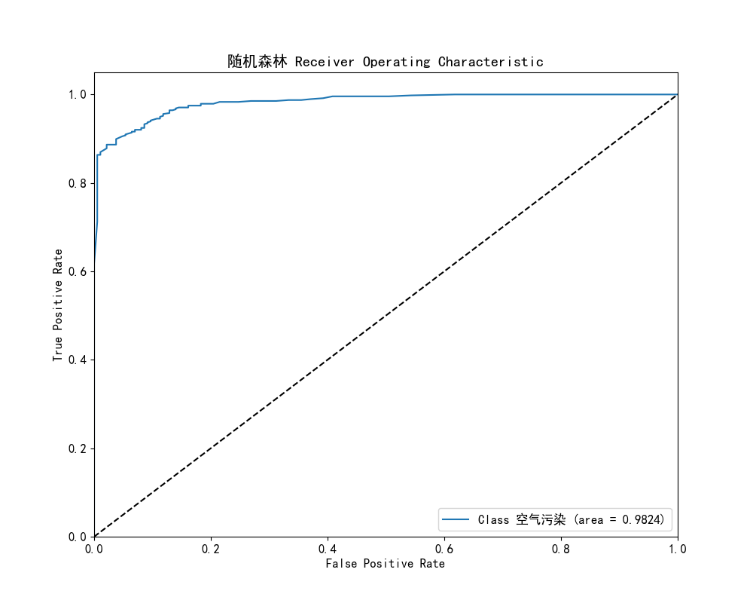 随机森林 Receiver Operating Characteristic
1.0
0.8
0.6
0.4
0.2
0.0
True Positive Rate
0.0 0.2 0.4 0.6 0.8 1.0
False Positive Rate
Class 空气污染 (area = 0.9824)